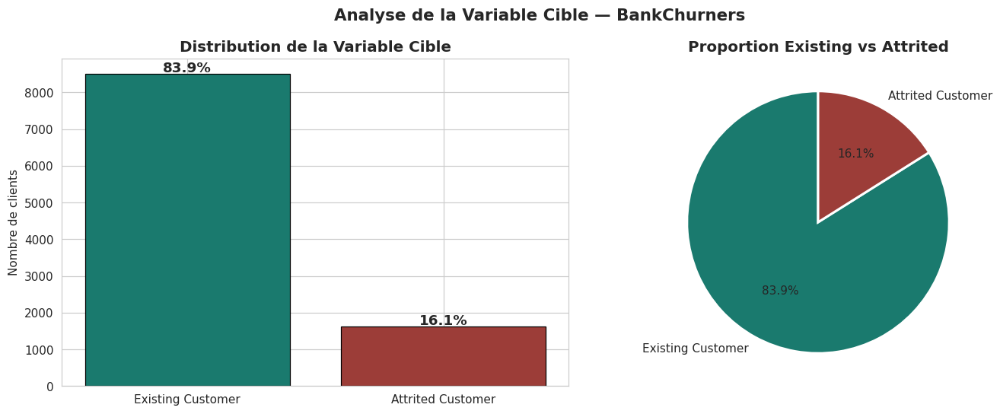 Analyse de la Variable Cible — BankChurners
Distribution de la Variable Cible
83.9%
16.1%
Nombre de clients
8000
7000
6000
5000
4000
3000
2000
1000
0
Existing Customer
Attrited Customer
Proportion Existing vs Attrited
Attrited Customer
16.1%
83.9%
Existing Customer